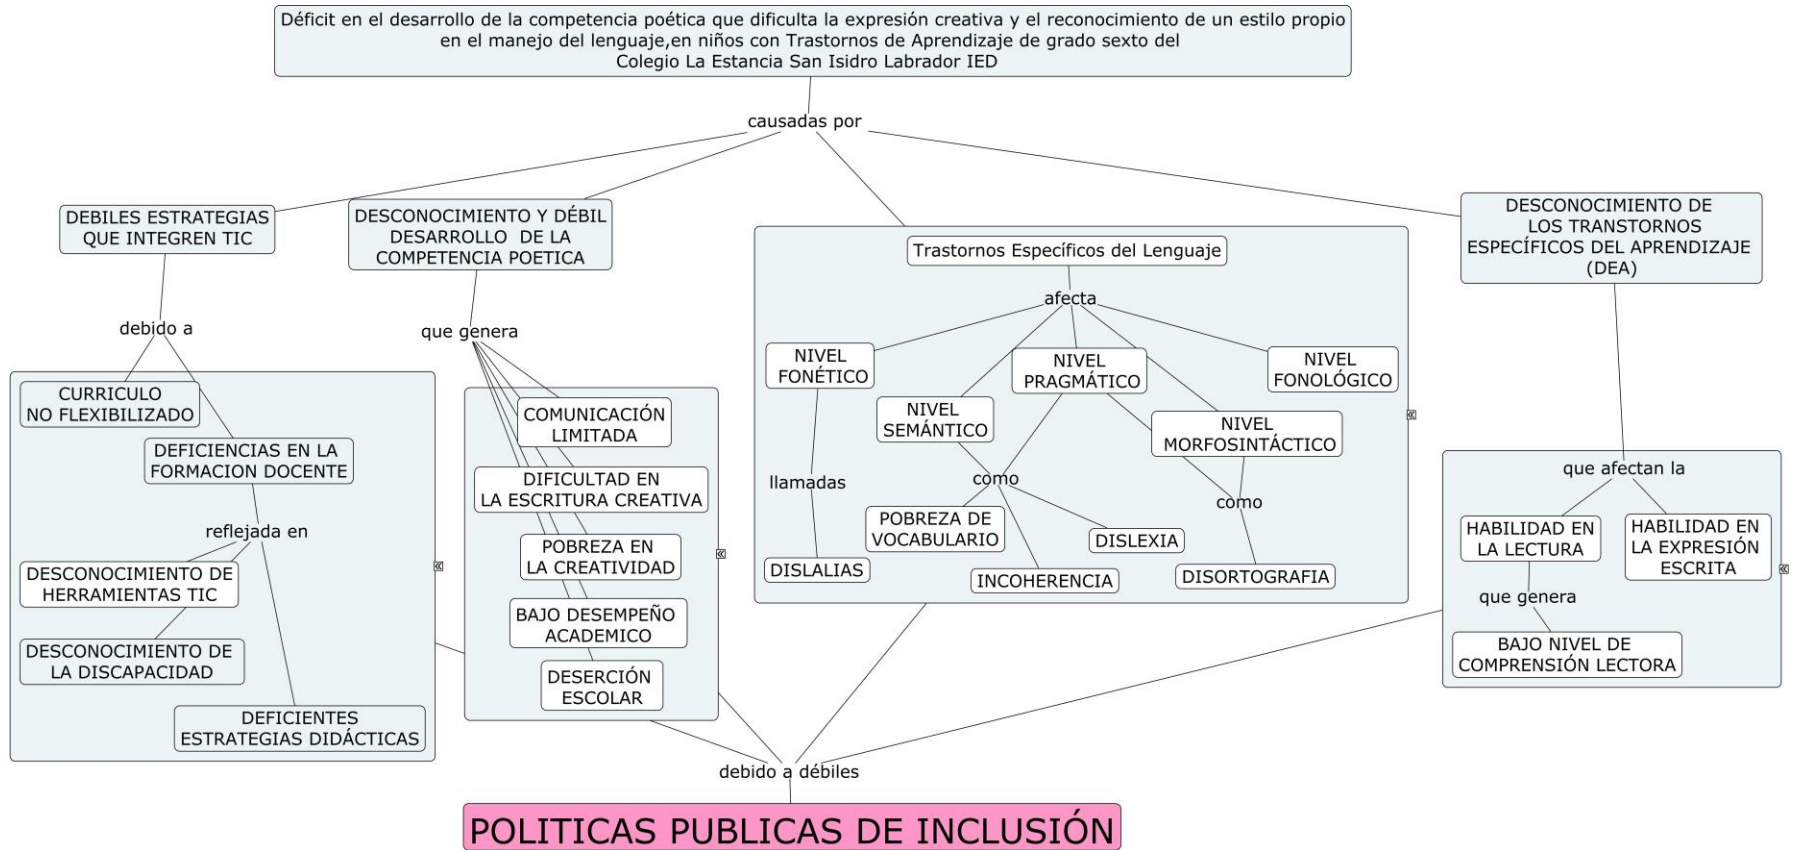 Déficit en el desarrollo de la competencia poética que dificulta la expresión creativa y el reconocimiento de un estilo propio
en el manejo del lenguaje,en niños con Trastornos de Aprendizaje de grado sexto del
Colegio La Estancia San Isidro Labrador IED
causadas por
DEBILES ESTRATEGIAS
QUE INTEGREN TIC
debido a
CURRICULO
NO FLEXIBILIZADO
DEFICIENCIAS EN LA
FORMACION DOCENTE
reflejada en
DESCONOCIMIENTO DE
HERRAMIENTAS TIC
DESCONOCIMIENTO DE
LA DISCAPACIDAD
DEFICIENTES
ESTRATEGIAS DIDÁCTICAS
DESCONOCIMIENTO Y DÉBIL
DESARROLLO DE LA
COMPETENCIA POETICA
que genera
COMUNICACIÓN
LIMITADA
DIFICULTAD EN
LA ESCRITURA CREATIVA
POBREZA EN
LA CREATIVIDAD
BAJO DESEMPEÑO
ACADEMICO
DESERCIÓN
ESCOLAR
Trastornos Específicos del Lenguaje
afecta
NIVEL
FONÉTICO
NIVEL
PRAGMÁTICO
NIVEL
FONOLÓGICO
NIVEL
SEMÁNTICO
NIVEL
MORFOSINTÁCTICO
llamadas
como
como
POBREZA DE
VOCABULARIO
DISLEXIA
DISLALIAS
INCOHERENCIA
DISORTOGRAFIA
DESCONOCIMIENTO DE
LOS TRANSTORNOS
ESPECÍFICOS DEL APRENDIZAJE
(DEA)
que afectan la
HABILIDAD EN
LA LECTURA
HABILIDAD EN
LA EXPRESIÓN
ESCRITA
que genera
BAJO NIVEL DE
COMPRENSIÓN LECTORA
debido a débiles
POLITICAS PUBLICAS DE INCLUSIÓN